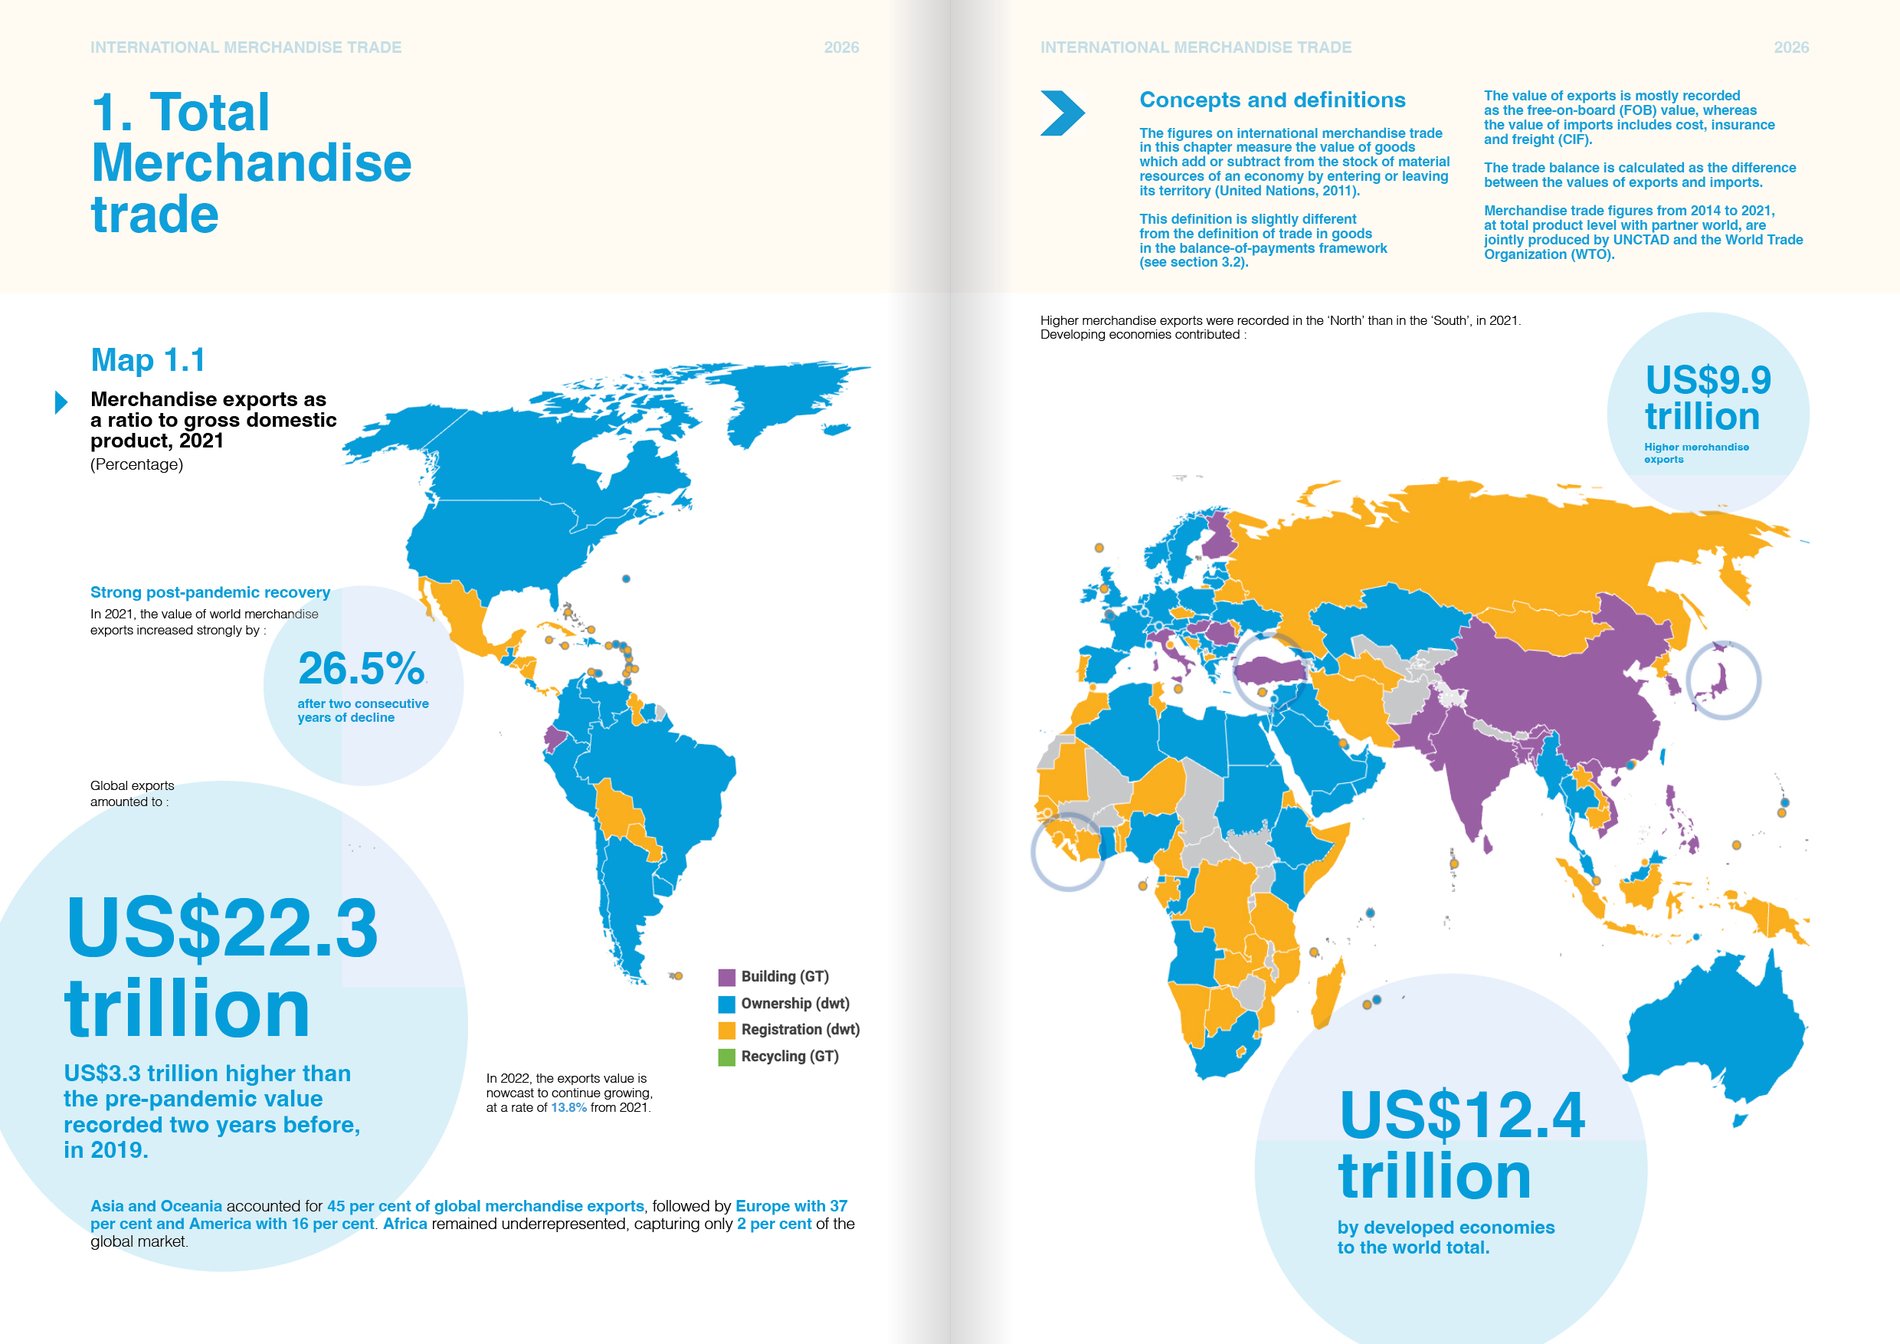 INTERNATIONAL MERCHANDISE TRADE
2026
1. Total
Merchandise
trade
Map 1.1
Merchandise exports as
a ratio to gross domestic
product, 2021
(Percentage)
Strong post-pandemic recovery
In 2021, the value of world merchandise
exports increased strongly by :
26.5%
after two consecutive
years of decline
Global exports
amounted to :
US$22.3
trillion
US$3.3 trillion higher than
the pre-pandemic value
recorded two years before,
in 2019.
Building (GT)
Ownership (dwt)
Registration (dwt)
Recycling (GT)
In 2022, the exports value is
nowcast to continue growing,
at a rate of 13.8% from 2021.
Asia and Oceania accounted for 45 per cent of global merchandise exports, followed by Europe with 37
per cent and America with 16 per cent. Africa remained underrepresented, capturing only 2 per cent of the
global market.
INTERNATIONAL MERCHANDISE TRADE
2026
Concepts and definitions
The figures on international merchandise trade
in this chapter measure the value of goods
which add or subtract from the stock of material
resources of an economy by entering or leaving
its territory (United Nations, 2011).
This definition is slightly different
from the definition of trade in goods
in the balance-of-payments framework
(see section 3.2).
The value of exports is mostly recorded
as the free-on-board (FOB) value, whereas
the value of imports includes cost, insurance
and freight (CIF).
The trade balance is calculated as the difference
between the values of exports and imports.
Merchandise trade figures from 2014 to 2021,
at total product level with partner world, are
jointly produced by UNCTAD and the World Trade
Organization (WTO).
Higher merchandise exports were recorded in the ‘North’ than in the ‘South’, in 2021.
Developing economies contributed :
US$9.9
trillion
Higher merchandise
exports
US$12.4
trillion
by developed economies
to the world total.